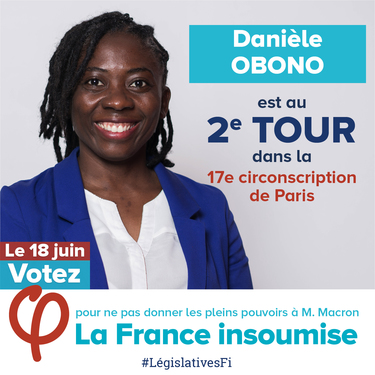 Danièle
OBONO
est au
2e TOUR
dans la
17e circonscription
de Paris
Le 18 juin
Votez
φ
pour ne pas donner les pleins pouvoirs à M. Macron
La France insoumise
#LégislativesFi